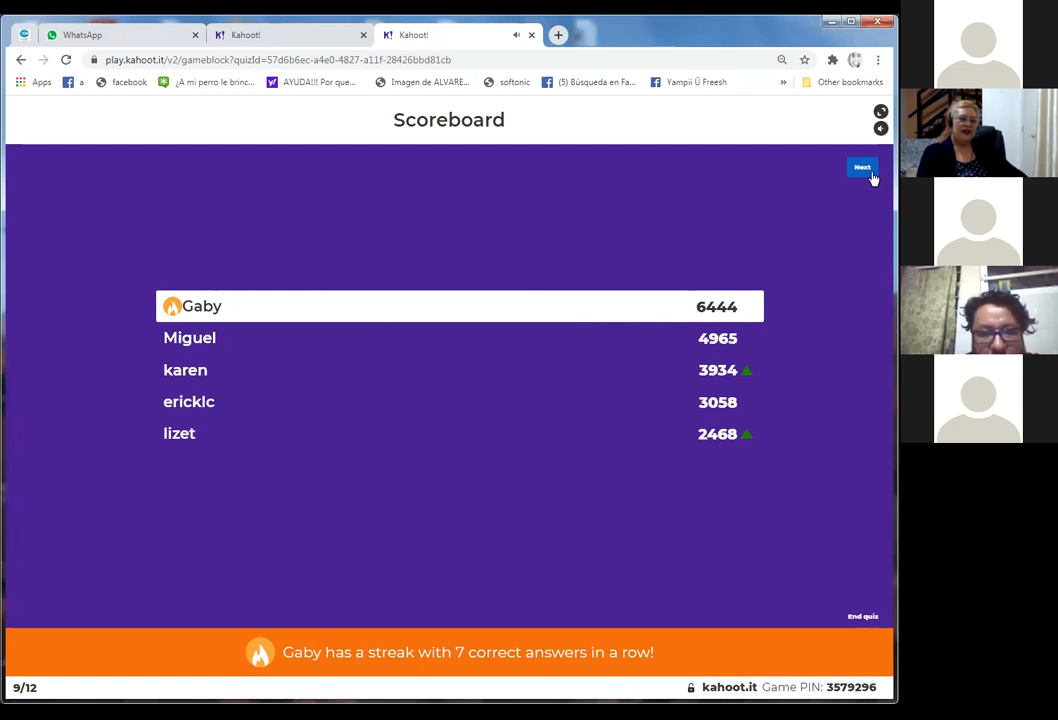 WhatsApp
Kahoot!
Kahoot!
play.kahoot.it/v2/gameblock?quizId=57d6b6ec-a4e0-4827-a11f-28426bbd81cb
Apps a facebook ¿A mi perro le brinc... AYUDA!!! Por que... Imagen de ALVARE... softonic (5) Búsqueda en Fa... Yampii Ü Freesh » Other bookmarks
Scoreboard
Next
Gaby 6444
Miguel 4965
karen 3934
ericklc 3058
lizet 2468
End quiz
Gaby has a streak with 7 correct answers in a row!
9/12 kahoot.it Game PIN: 3579296